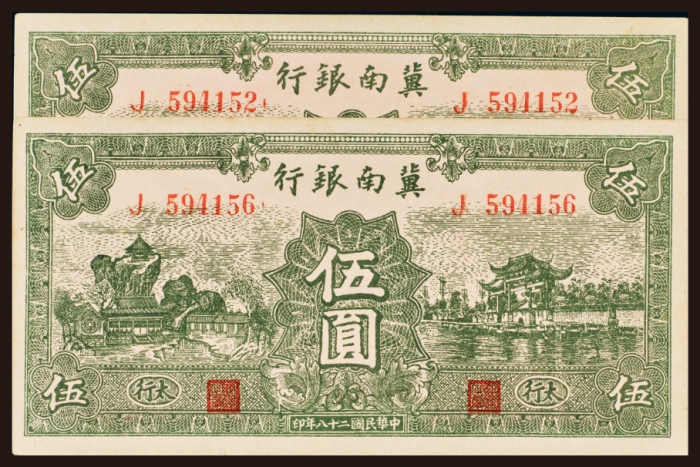 伍 伍
冀南銀行
J 594152 J 594152
伍 伍
冀南銀行
J 594156 J 594156
伍圓
伍 伍
太行 太行
中華民國二十八年印